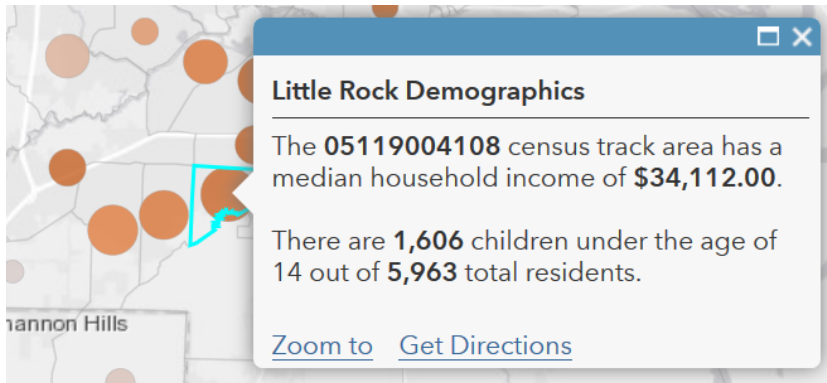 Little Rock Demographics
The 05119004108 census track area has a
median household income of $34,112.00.
There are 1,606 children under the age of
14 out of 5,963 total residents.
Zoom to Get Directions
hannon Hills